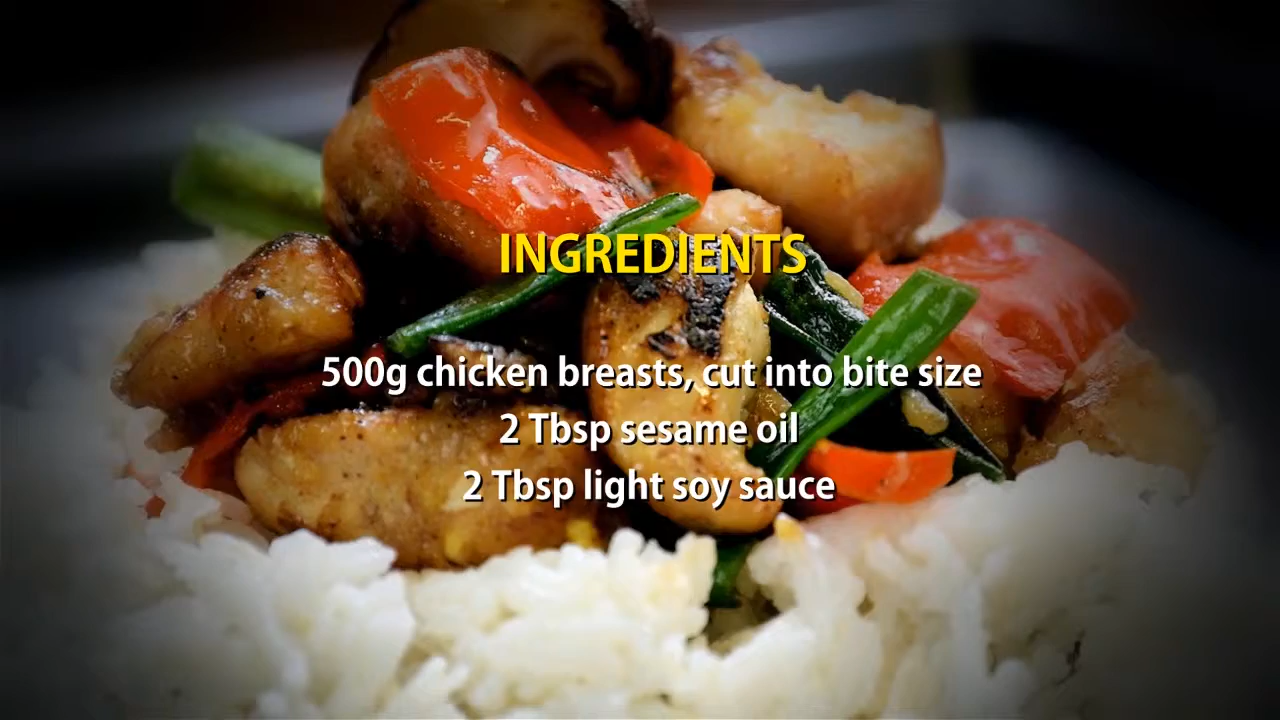 INGREDIENTS
500g chicken breasts, cut into bite size
2 Tbsp sesame oil
2 Tbsp light soy sauce